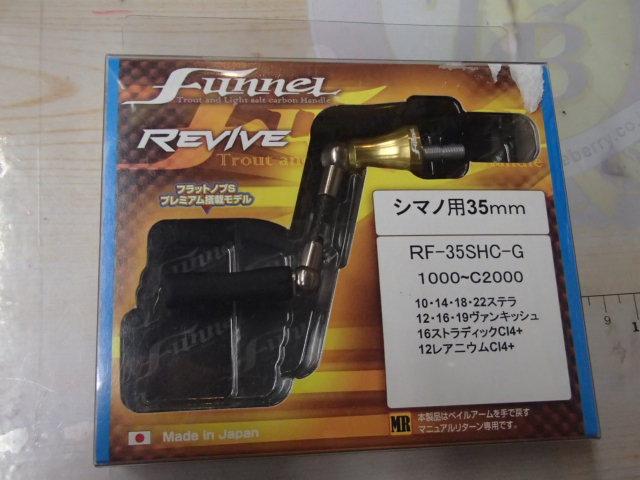 Funnel
Trout and Light salt carbon Handle
REVIVE
Trout and
フラットノブS
プレミアム搭載モデル
シマノ用35mm
RF-35SHC-G
1000~C2000
10・14・18・22ステラ
12・16・19ヴァンキッシュ
16ストラディックCI4+
12レアニウムCI4+
Funnel
Made in Japan
MR
本製品はベイルアームを手で戻す
マニュアルリターン専用です。
9